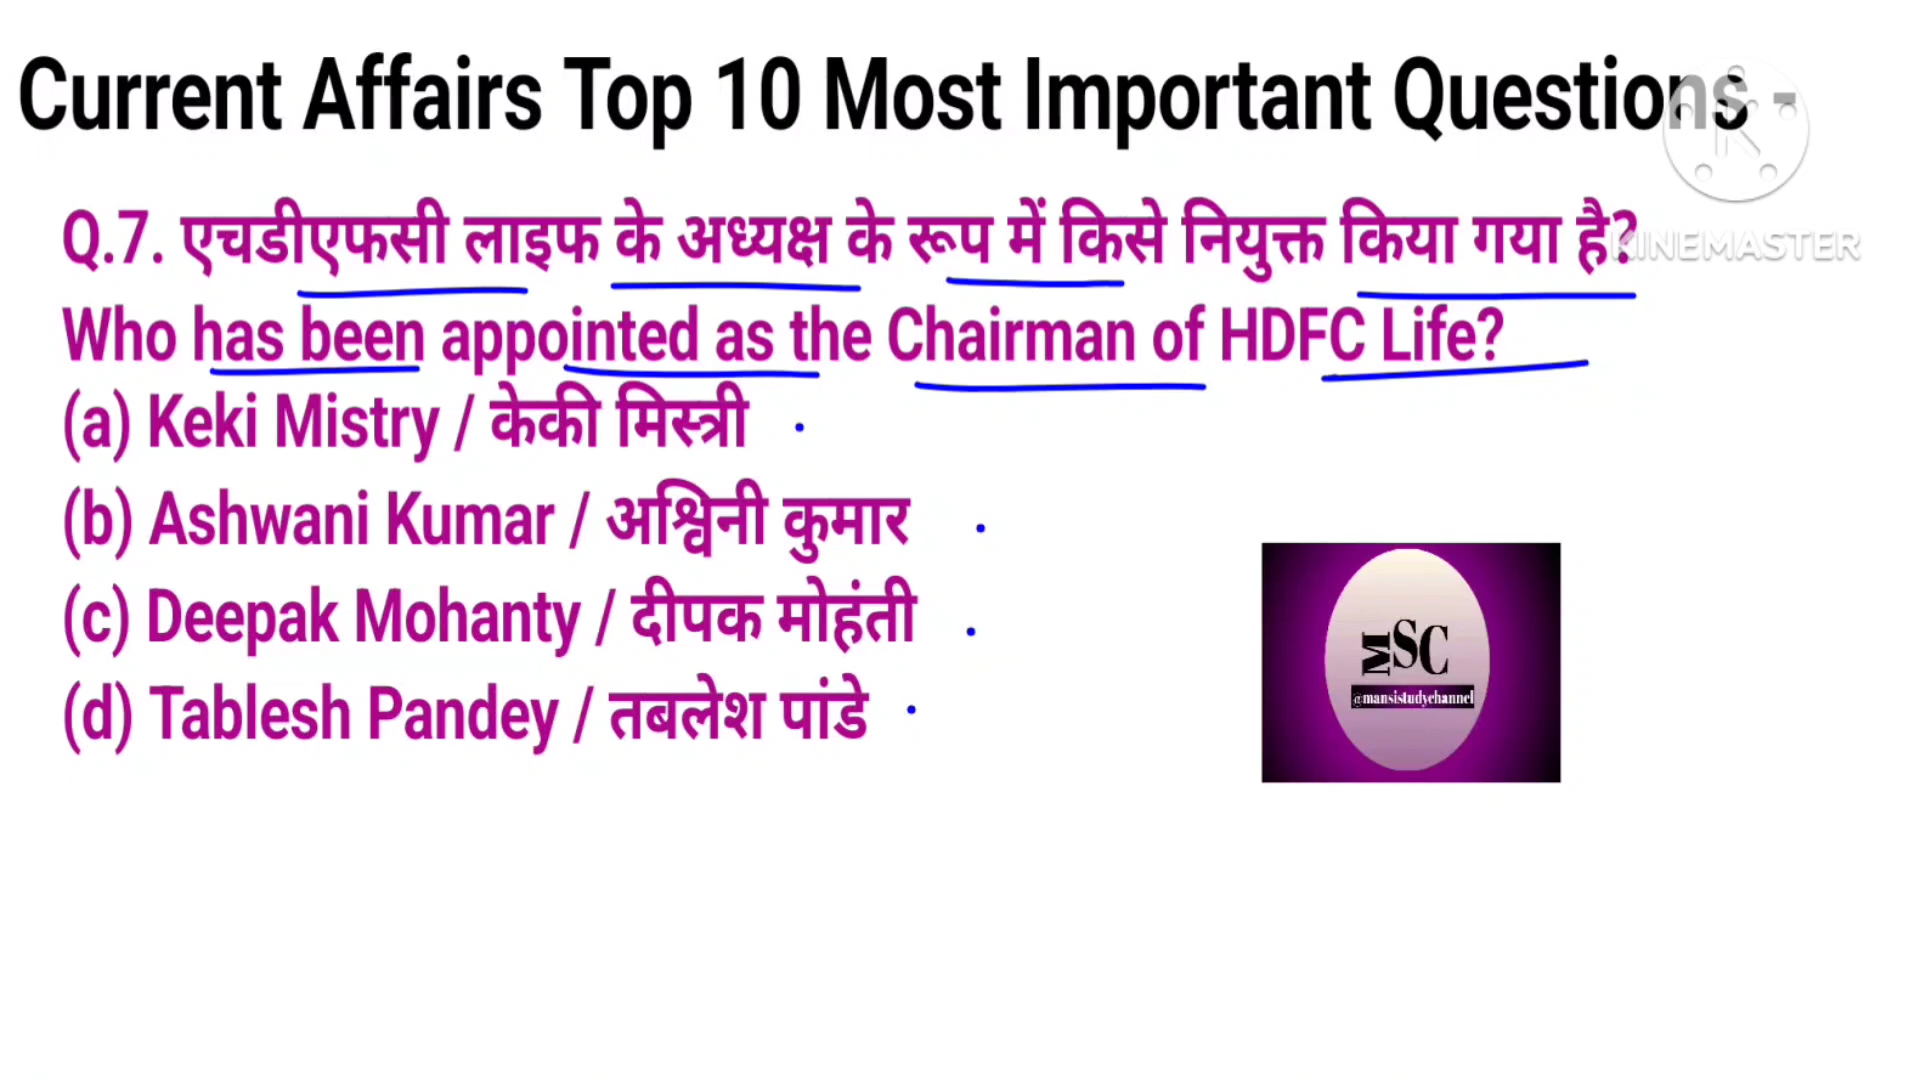 Current Affairs Top 10 Most Important Questions -
Q.7. एचडीएफसी लाइफ के अध्यक्ष के रूप में किसे नियुक्त किया गया है?
KINEMASTER
Who has been appointed as the Chairman of HDFC Life?
(a) Keki Mistry / केकी मिस्त्री
(b) Ashwani Kumar / अश्विनी कुमार
(c) Deepak Mohanty / दीपक मोहंती
(d) Tablesh Pandey / तबलेश पांडे
MSC
@mansistudychannel